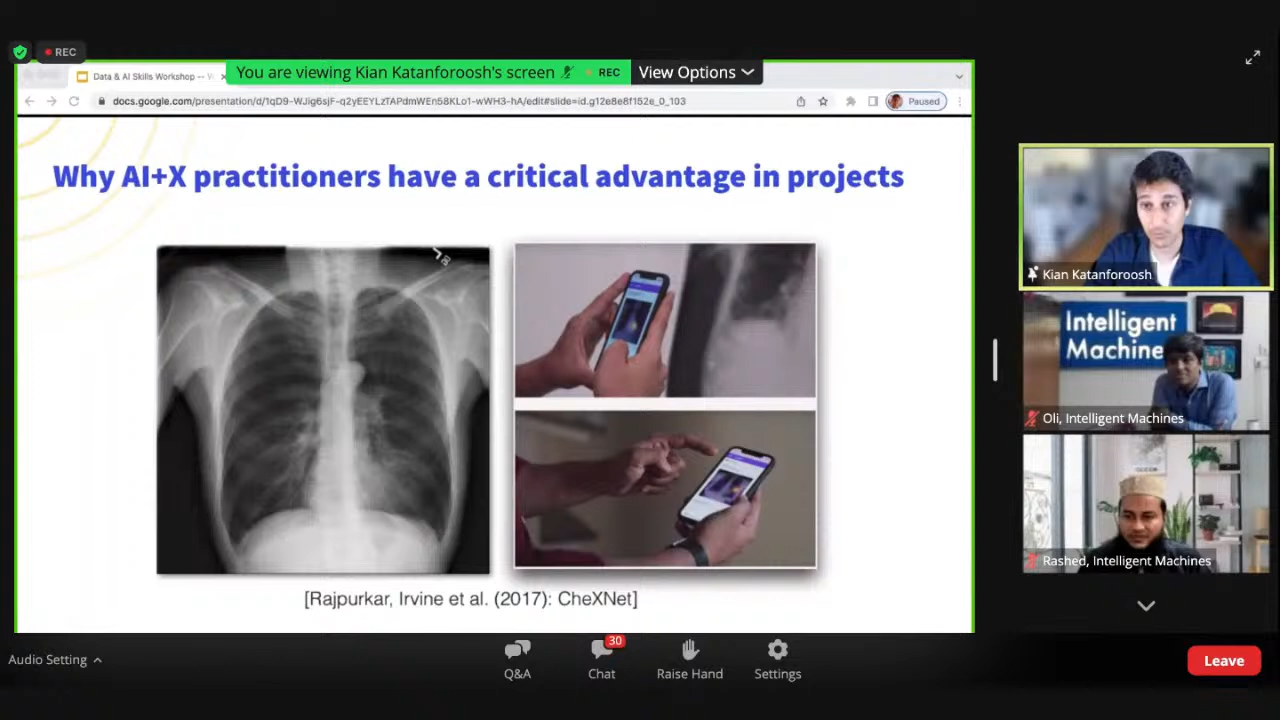 REC
Data & AI Skills Workshop --
You are viewing Kian Katanforoosh's screen
REC
View Options
docs.google.com/presentation/d/1qD9-WJig6sjF-q2yEEYLzTAPdmWEn58KLo1-wWH3-hA/edit#slide=id.g12e8e8f152e_0_103
Paused
Why AI+X practitioners have a critical advantage in projects
[Rajpurkar, Irvine et al. (2017): CheXNet]
Kian Katanforoosh
Intelligent
Machine
Oli, Intelligent Machines
Rashed, Intelligent Machines
Audio Setting
Q&A
30
Chat
Raise Hand
Settings
Leave